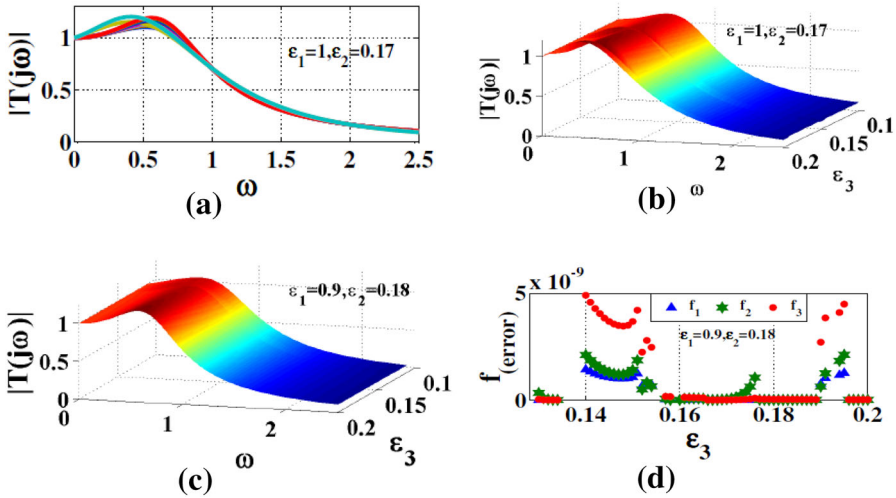 |T(jω)|
1
0.5
0
ε1=1,ε2=0.17
0 0.5 1 1.5 2 2.5
ω
(a)
|T(jω)|
1
0.5
0
ε1=1,ε2=0.17
0 1 2
ω
0.2 0.15 0.1
ε3
(b)
|T(jω)|
1
0.5
0
ε1=0.9,ε2=0.18
0 1 2
ω
0.2 0.15 0.1
ε3
(c)
x 10^-9
f(error)
5
0
f1 f2 f3
ε1=0.9,ε2=0.18
0.14 0.16 0.18 0.2
ε3
(d)